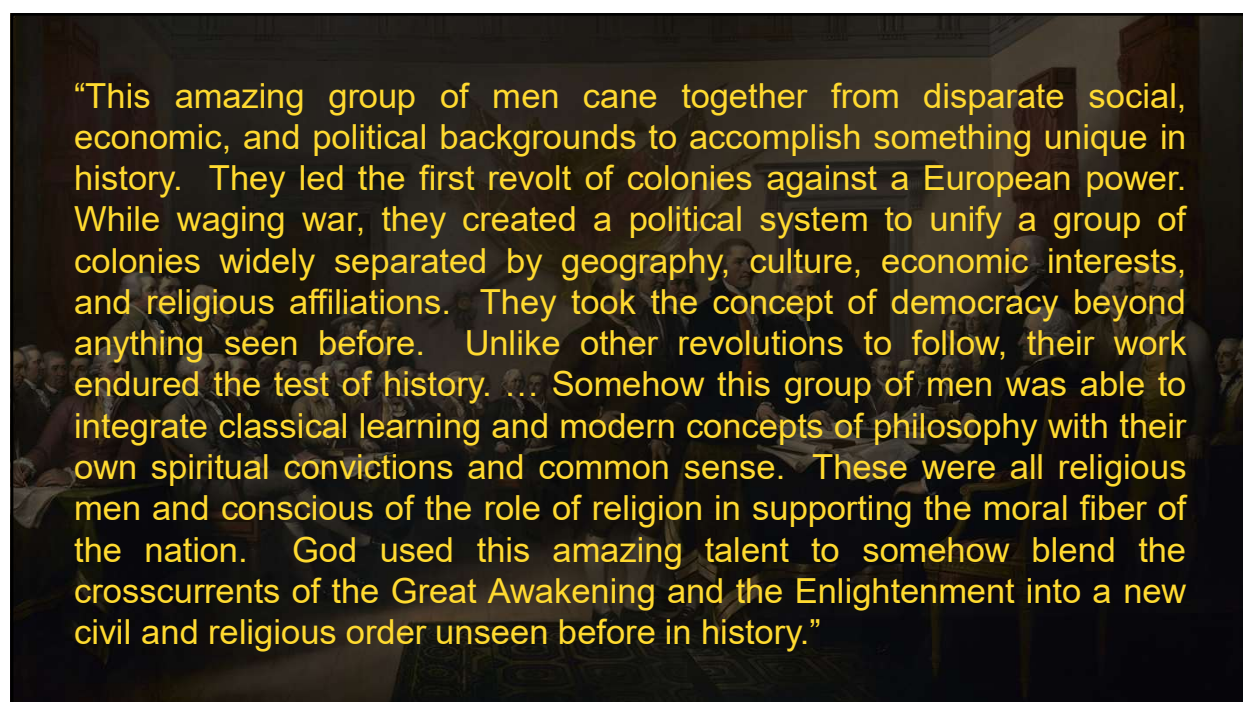 “This amazing group of men cane together from disparate social,
economic, and political backgrounds to accomplish something unique in
history.  They led the first revolt of colonies against a European power.
While waging war, they created a political system to unify a group of
colonies widely separated by geography, culture, economic interests,
and religious affiliations.  They took the concept of democracy beyond
anything seen before.  Unlike other revolutions to follow, their work
endured the test of history. … Somehow this group of men was able to
integrate classical learning and modern concepts of philosophy with their
own spiritual convictions and common sense.  These were all religious
men and conscious of the role of religion in supporting the moral fiber of
the nation.  God used this amazing talent to somehow blend the
crosscurrents of the Great Awakening and the Enlightenment into a new
civil and religious order unseen before in history.”